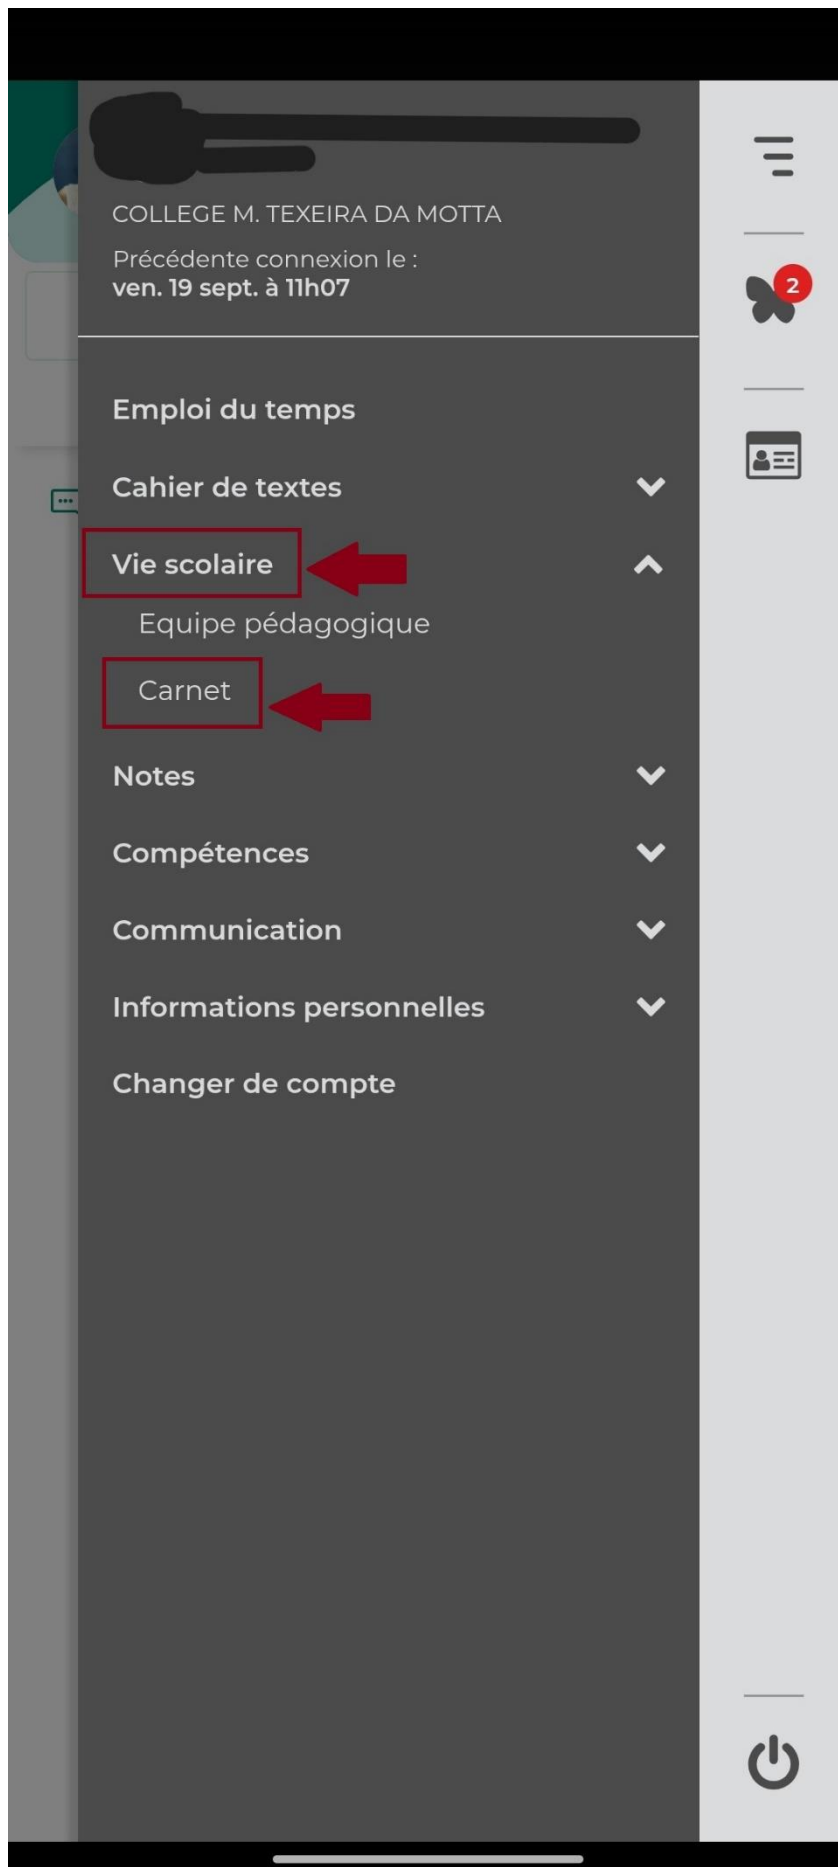 COLLEGE M. TEXEIRA DA MOTTA
Précédente connexion le :
ven. 19 sept. à 11h07
2
Emploi du temps
Cahier de textes
Vie scolaire
Equipe pédagogique
Carnet
Notes
Compétences
Communication
Informations personnelles
Changer de compte